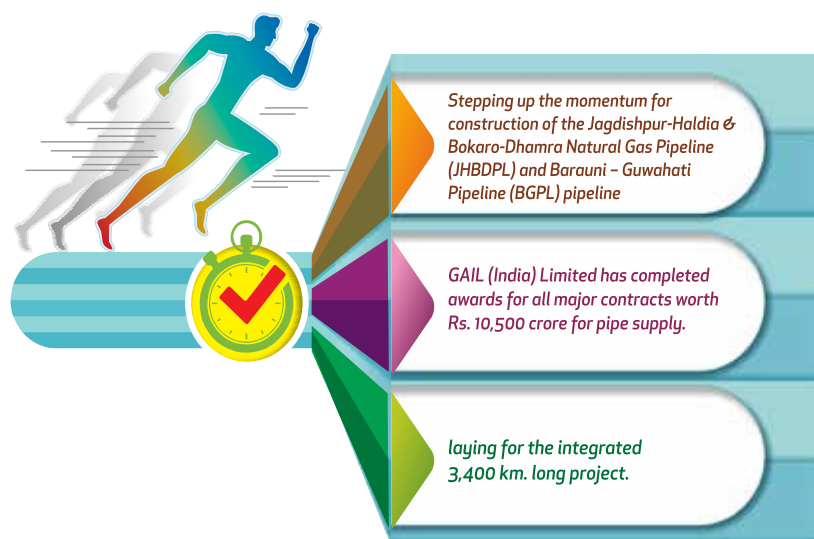 Stepping up the momentum for
construction of the Jagdishpur-Haldia &
Bokaro-Dhamra Natural Gas Pipeline
(JHBDPL) and Barauni – Guwahati
Pipeline (BGPL) pipeline
GAIL (India) Limited has completed
awards for all major contracts worth
Rs. 10,500 crore for pipe supply.
laying for the integrated
3,400 km. long project.